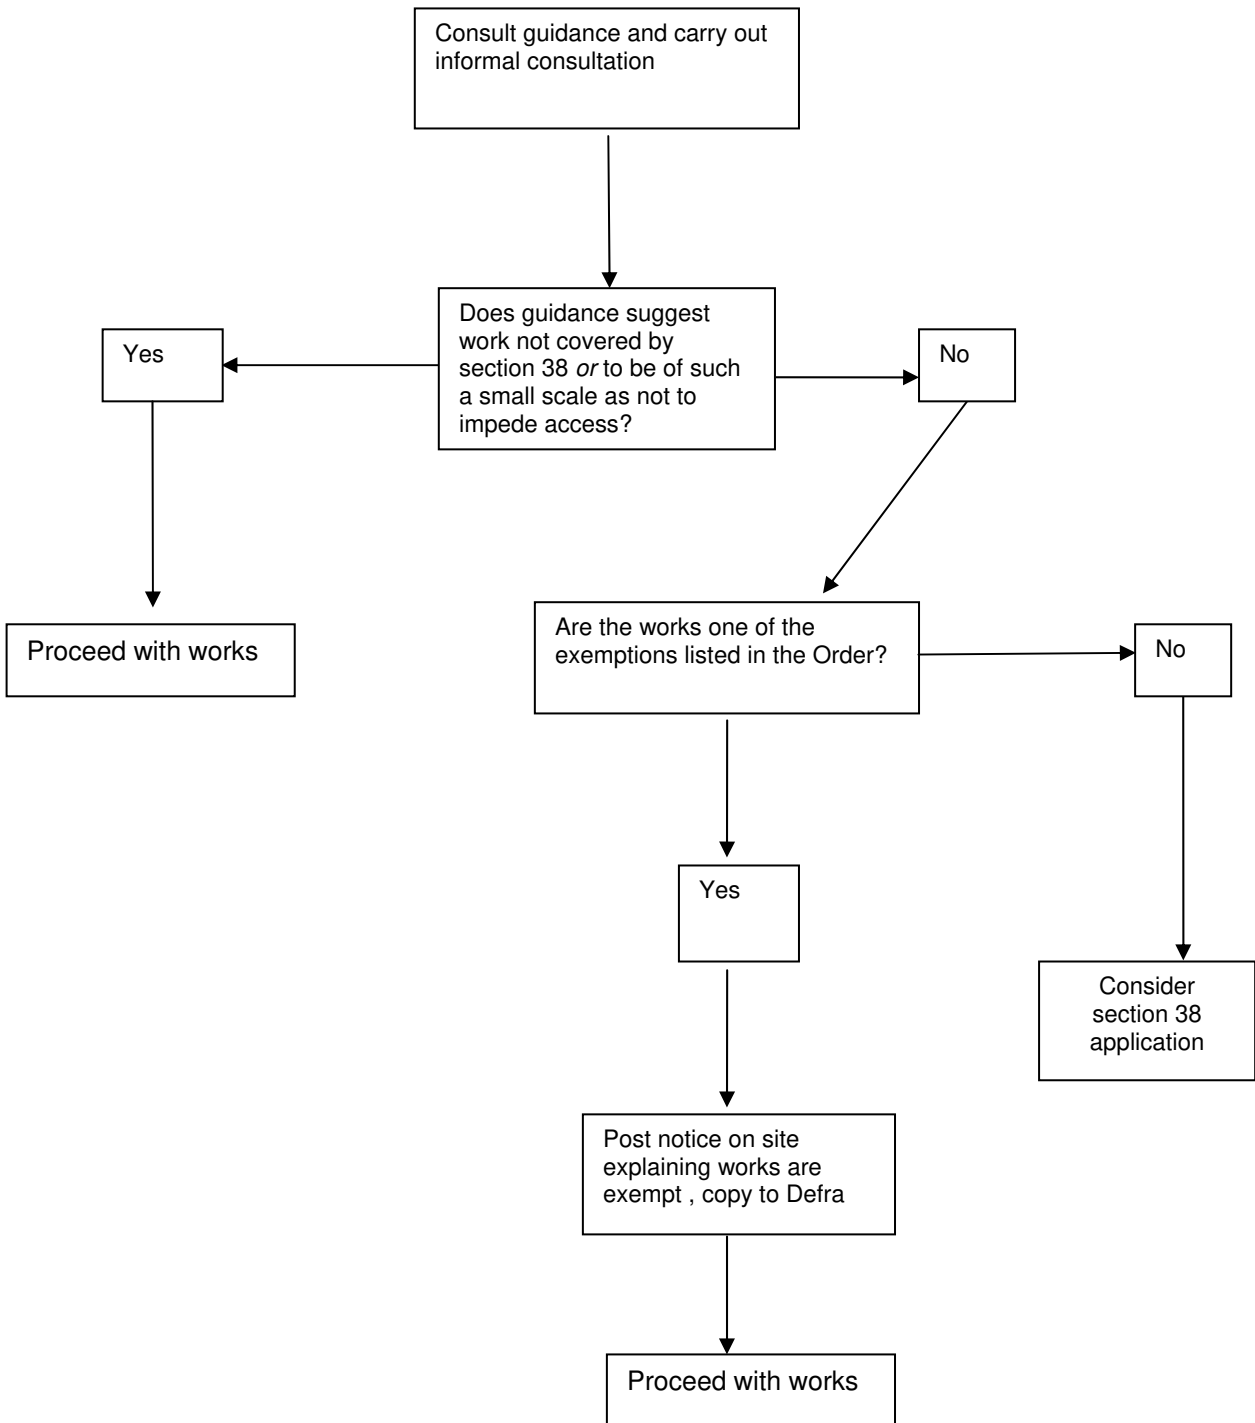 Consult guidance and carry out
informal consultation
Does guidance suggest
work not covered by
section 38 or to be of such
a small scale as not to
impede access?
Yes
No
Proceed with works
Are the works one of the
exemptions listed in the Order?
No
Yes
Consider
section 38
application
Post notice on site
explaining works are
exempt , copy to Defra
Proceed with works